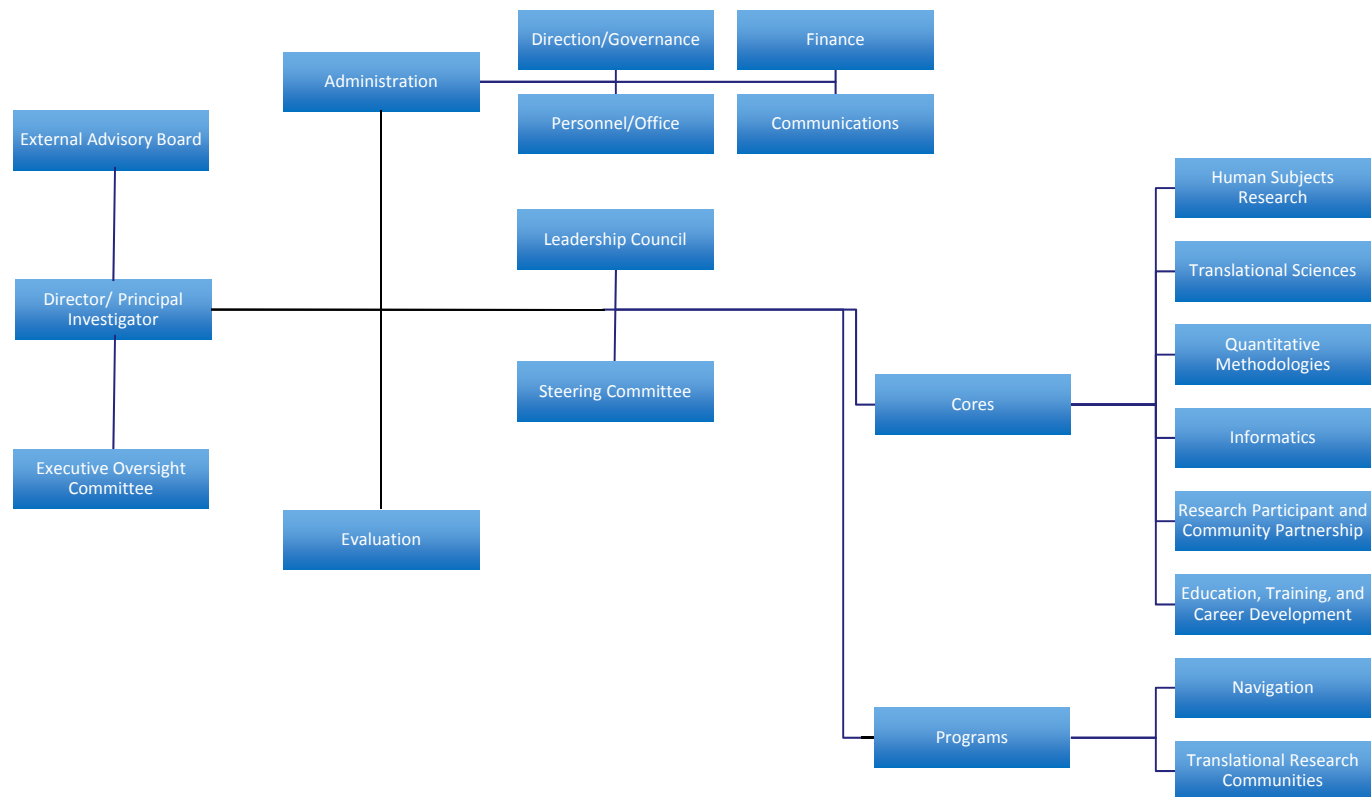 Direction/Governance
Finance
Administration
Personnel/Office
Communications
External Advisory Board
Human Subjects
Research
Leadership Council
Translational Sciences
Director/ Principal
Investigator
Quantitative
Methodologies
Steering Committee
Cores
Informatics
Executive Oversight
Committee
Research Participant and
Community Partnership
Evaluation
Education, Training, and
Career Development
Navigation
Programs
Translational Research
Communities